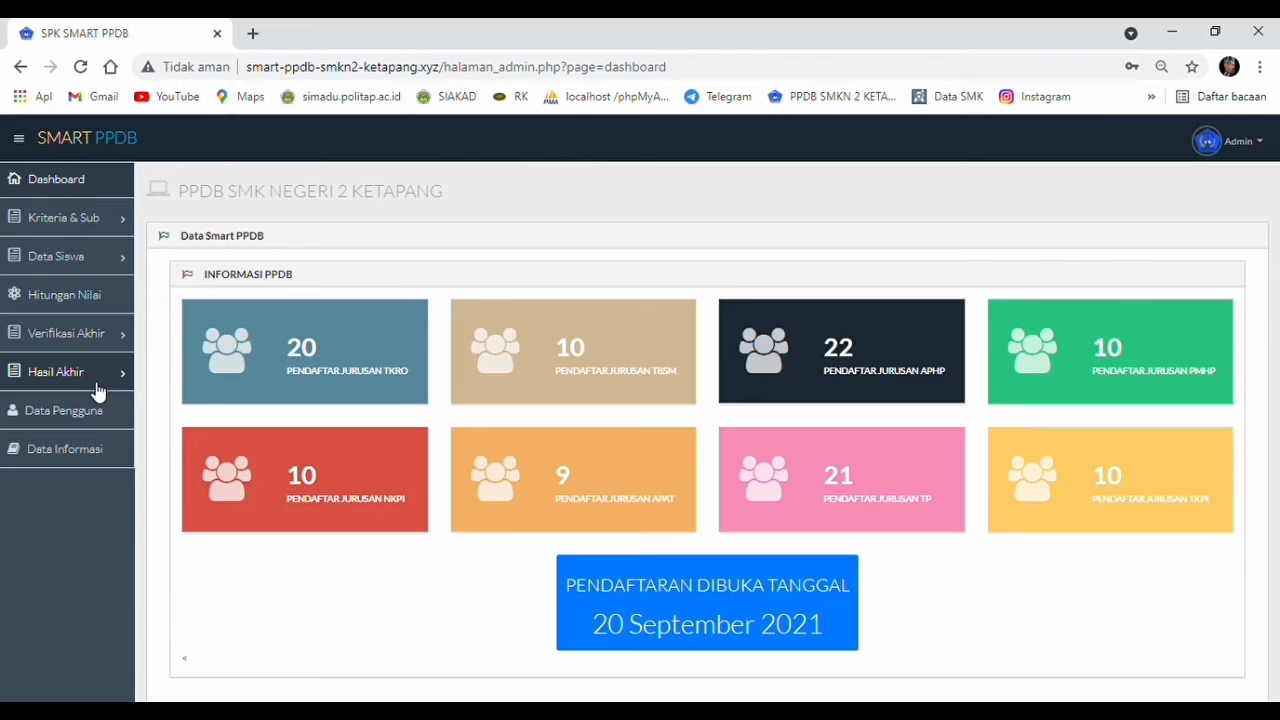 SPK SMART PPDB
Tidak aman smart-ppdb-smkn2-ketapang.xyz/halaman_admin.php?page=dashboard
Apl Gmail YouTube Maps simadu.politap.ac.id SIAKAD RK localhost /phpMyA... Telegram PPDB SMKN 2 KETA... Data SMK Instagram » Daftar bacaan
SMART PPDB
Admin
Dashboard
Kriteria & Sub
Data Siswa
Hitungan Nilai
Verifikasi Akhir
Hasil Akhir
Data Pengguna
Data Informasi
PPDB SMK NEGERI 2 KETAPANG
Data Smart PPDB
INFORMASI PPDB
20
PENDAFTAR JURUSAN TKRO
10
PENDAFTAR JURUSAN TBSM
22
PENDAFTAR JURUSAN APHP
10
PENDAFTAR JURUSAN PMHP
10
PENDAFTAR JURUSAN NKPI
9
PENDAFTAR JURUSAN APAT
21
PENDAFTAR JURUSAN TP
10
PENDAFTAR JURUSAN TKPI
PENDAFTARAN DIBUKA TANGGAL
20 September 2021
<